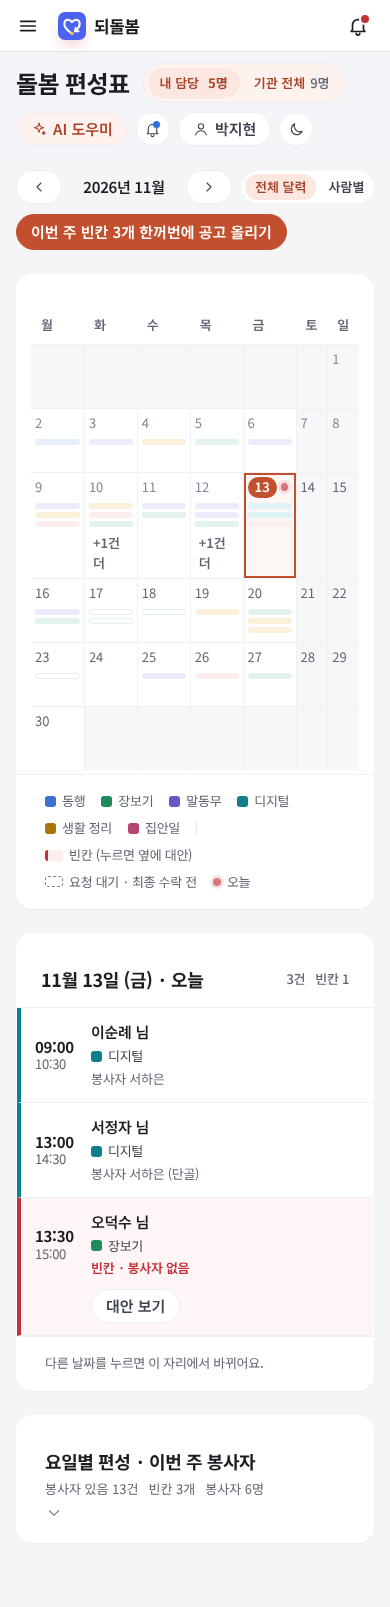 되돌봄
돌봄 편성표
내 담당 5명
기관 전체 9명
AI 도우미
박지현
2026년 11월
전체 달력
사람별
이번 주 빈칸 3개 한꺼번에 공고 올리기
월 화 수 목 금 토 일
1
2 3 4 5 6 7 8
9 10 11 12 13 14 15
+1건 더
+1건 더
16 17 18 19 20 21 22
23 24 25 26 27 28 29
30
동행 장보기 말동무 디지털
생활 정리 집안일
빈칸 (누르면 옆에 대안)
요청 대기 · 최종 수락 전 오늘
11월 13일 (금) · 오늘
3건 빈칸 1
09:00
10:30
이순례 님
디지털
봉사자 서하은
13:00
14:30
서정자 님
디지털
봉사자 서하은 (단골)
13:30
15:00
오덕수 님
장보기
빈칸 · 봉사자 없음
대안 보기
다른 날짜를 누르면 이 자리에서 바뀌어요.
요일별 편성 · 이번 주 봉사자
봉사자 있음 13건 빈칸 3개 봉사자 6명